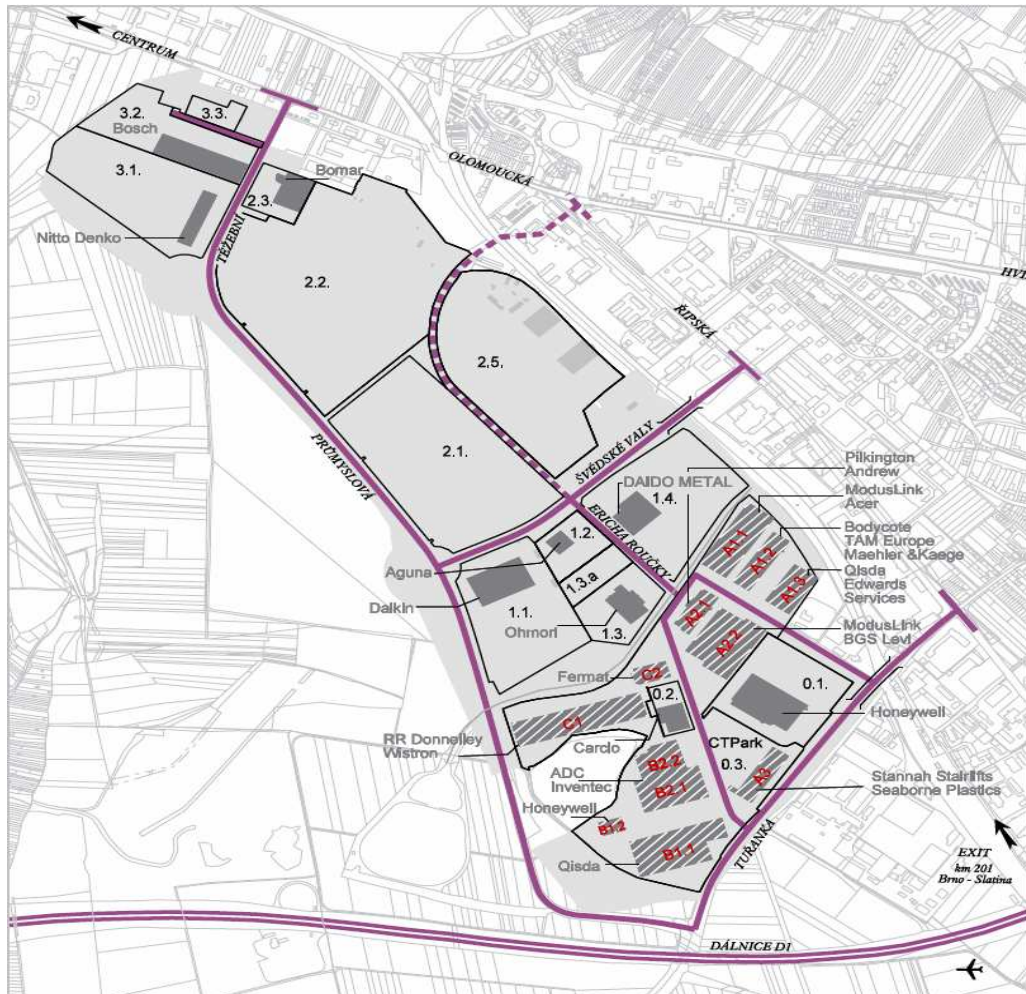 CENTRUM
3.2.
3.3.
Bosch
OLOMOUCKÁ
3.1.
Bomar
2.3.
Nitto Denko
TĚŽEBNÍ
2.2.
ŘIPSKÁ
2.5.
PRŮMYSLOVÁ
2.1.
ŠVÉDSKÉ VALY
Pilkington
Andrew
DAIDO METAL
1.4.
ModusLink
Acer
ERICHA ROUČKY
1.2.
A1.1
A1.2
A1.3
Bodycote
TAM Europe
Maehler &Kaege
Qisda
Edwards
Services
Aguna
1.3.a
Daikin
1.1.
Ohmori
1.3.
A2.1
A2.2
ModusLink
BGS Levi
Fermat
C2
0.2.
0.1.
Honeywell
C1
RR Donnelley
Wistron
Cardo
CTPark
0.3.
ADC
Inventec
B2.2
B2.1
A3
Stannah Stairlifts
Seaborne Plastics
Honeywell
B1.2
Qisda
B1.1
TUŘANKA
EXIT
km 201
Brno - Slatina
DÁLNICE D1